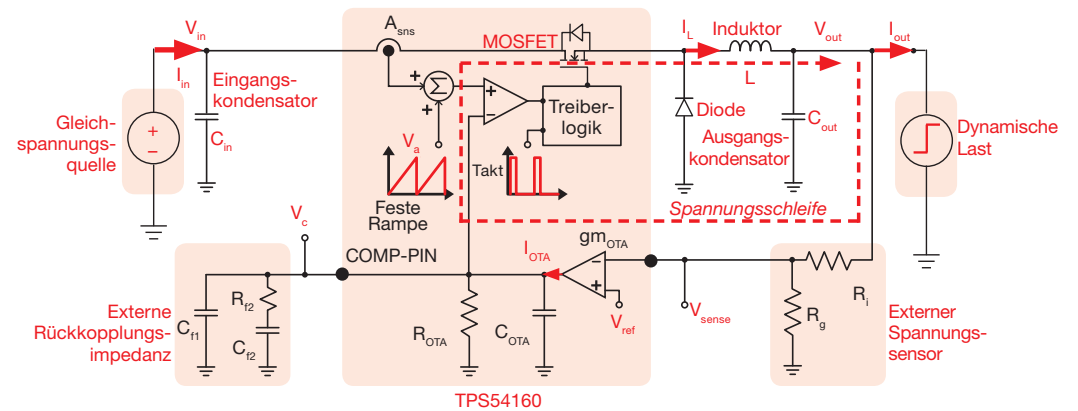 V_in
I_in
Gleich-
spannungs-
quelle
+
−
Eingangs-
kondensator
C_in
A_sns
MOSFET
+
+
Σ
V_a
+
−
Treiber-
logik
Takt
Feste
Rampe
I_L
Induktor
L
V_out
I_out
Diode
Ausgangs-
kondensator
C_out
Dynamische
Last
Spannungsschleife
V_c
COMP-PIN
I_OTA
gm_OTA
−
+
V_ref
V_sense
R_i
R_g
Externer
Spannungs-
sensor
Externe
Rückkopplungs-
impedanz
C_f1
R_f2
C_f2
R_OTA
C_OTA
TPS54160